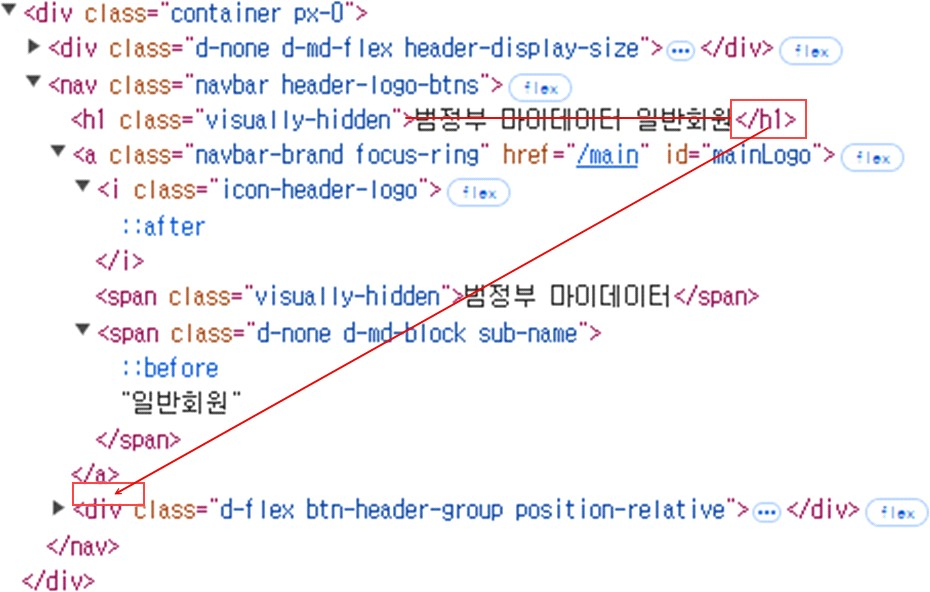 ▼<div class="container px-0">
▶<div class="d-none d-md-flex header-display-size">⋯</div> flex
▼<nav class="navbar header-logo-btns"> flex
<h1 class="visually-hidden">범정부 마이데이터 일반회원</h1>
▼<a class="navbar-brand focus-ring" href="/main" id="mainLogo"> flex
▼<i class="icon-header-logo"> flex
::after
</i>
<span class="visually-hidden">범정부 마이데이터</span>
▼<span class="d-none d-md-block sub-name">
::before
"일반회원"
</span>
</a>
▶<div class="d-flex btn-header-group position-relative">⋯</div> flex
</nav>
</div>